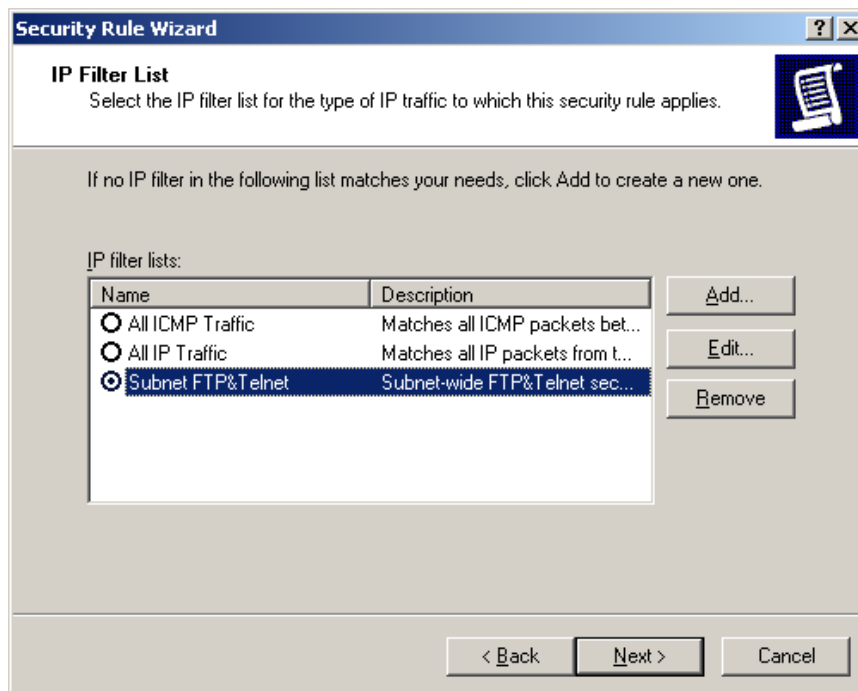 Security Rule Wizard
IP Filter List
Select the IP filter list for the type of IP traffic to which this security rule applies.
If no IP filter in the following list matches your needs, click Add to create a new one.
IP filter lists:
Name Description
All ICMP Traffic Matches all ICMP packets bet...
All IP Traffic Matches all IP packets from t...
Subnet FTP&Telnet Subnet-wide FTP&Telnet sec...
Add...
Edit...
Remove
< Back Next > Cancel